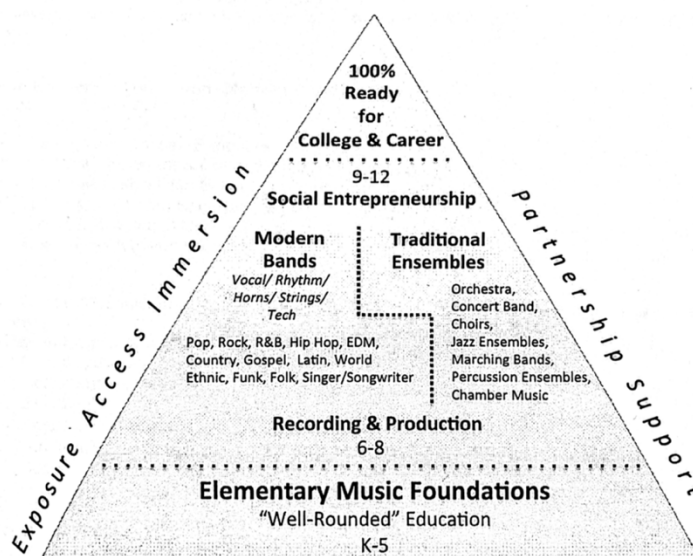 100%
Ready
for
College & Career
9-12
Social Entrepreneurship
Modern
Bands
Vocal/ Rhythm/
Horns/ Strings/
Tech
Pop, Rock, R&B, Hip Hop, EDM,
Country, Gospel, Latin, World
Ethnic, Funk, Folk, Singer/Songwriter
Traditional
Ensembles
Orchestra,
Concert Band,
Choirs,
Jazz Ensembles,
Marching Bands,
Percussion Ensembles,
Chamber Music
Recording & Production
6-8
Elementary Music Foundations
“Well-Rounded” Education
K-5
Exposure Access Immersion
Partnership Support